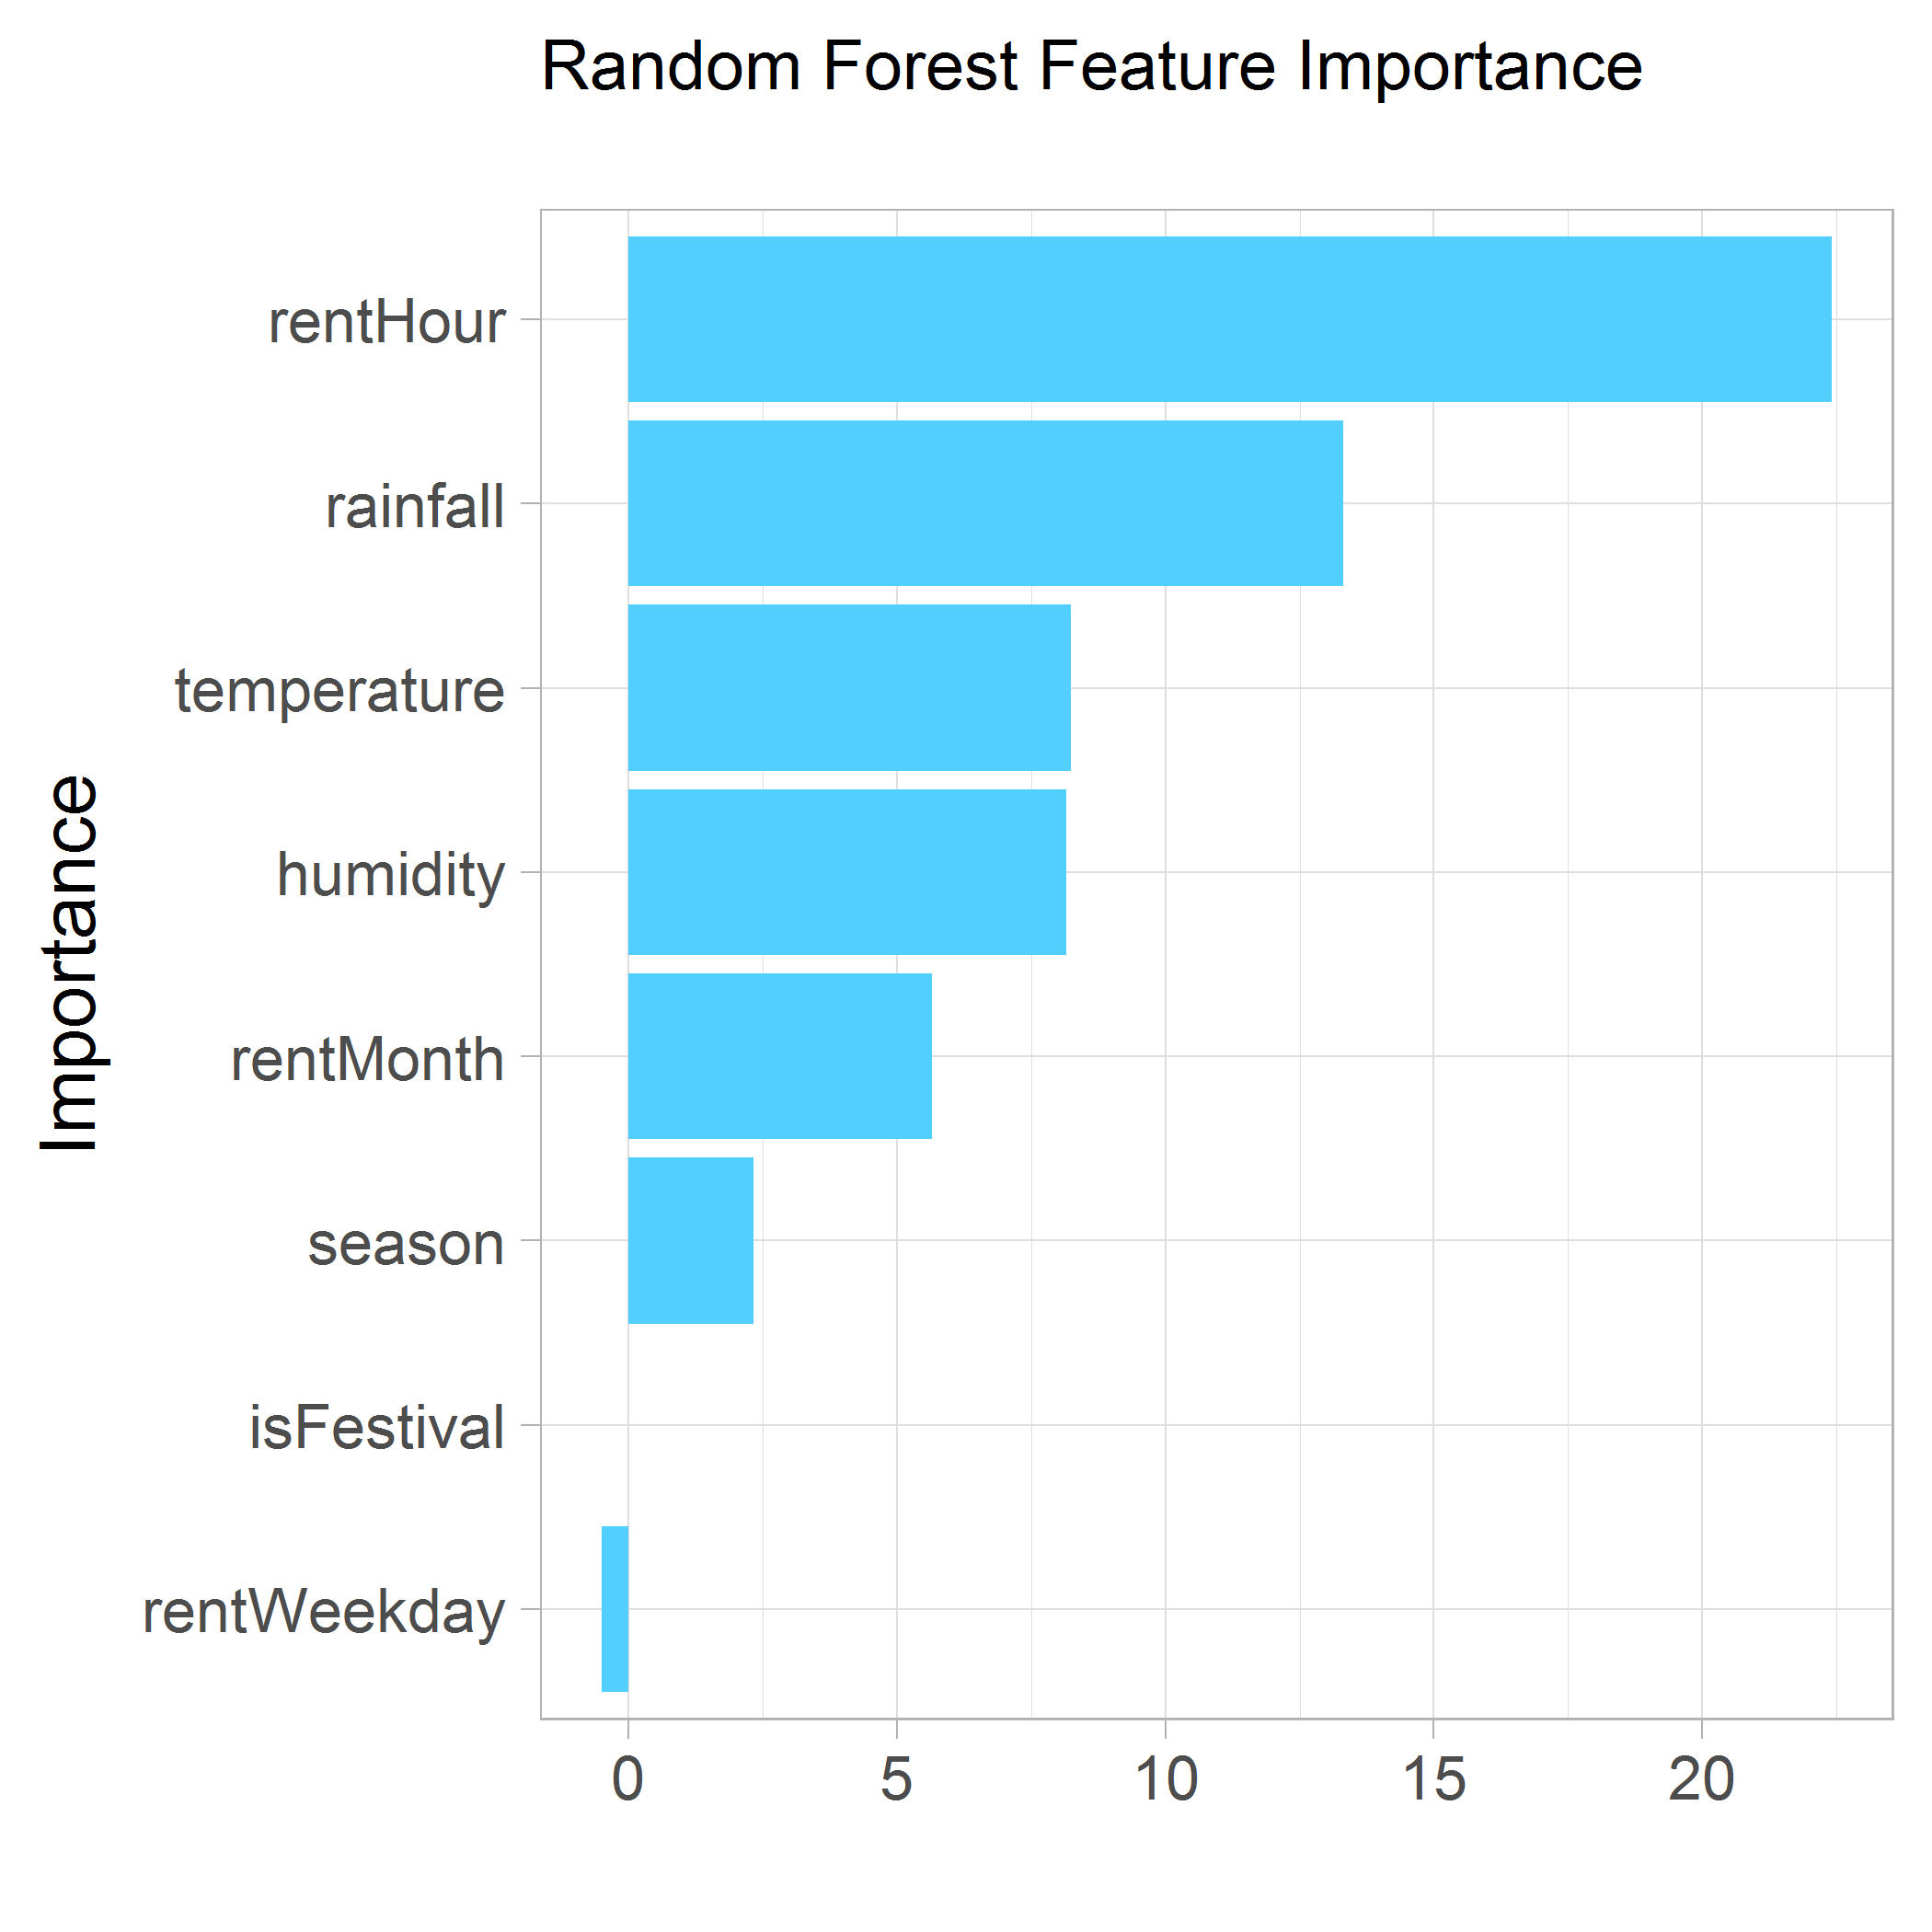 Random Forest Feature Importance
Importance
rentHour
rainfall
temperature
humidity
rentMonth
season
isFestival
rentWeekday
0 5 10 15 20